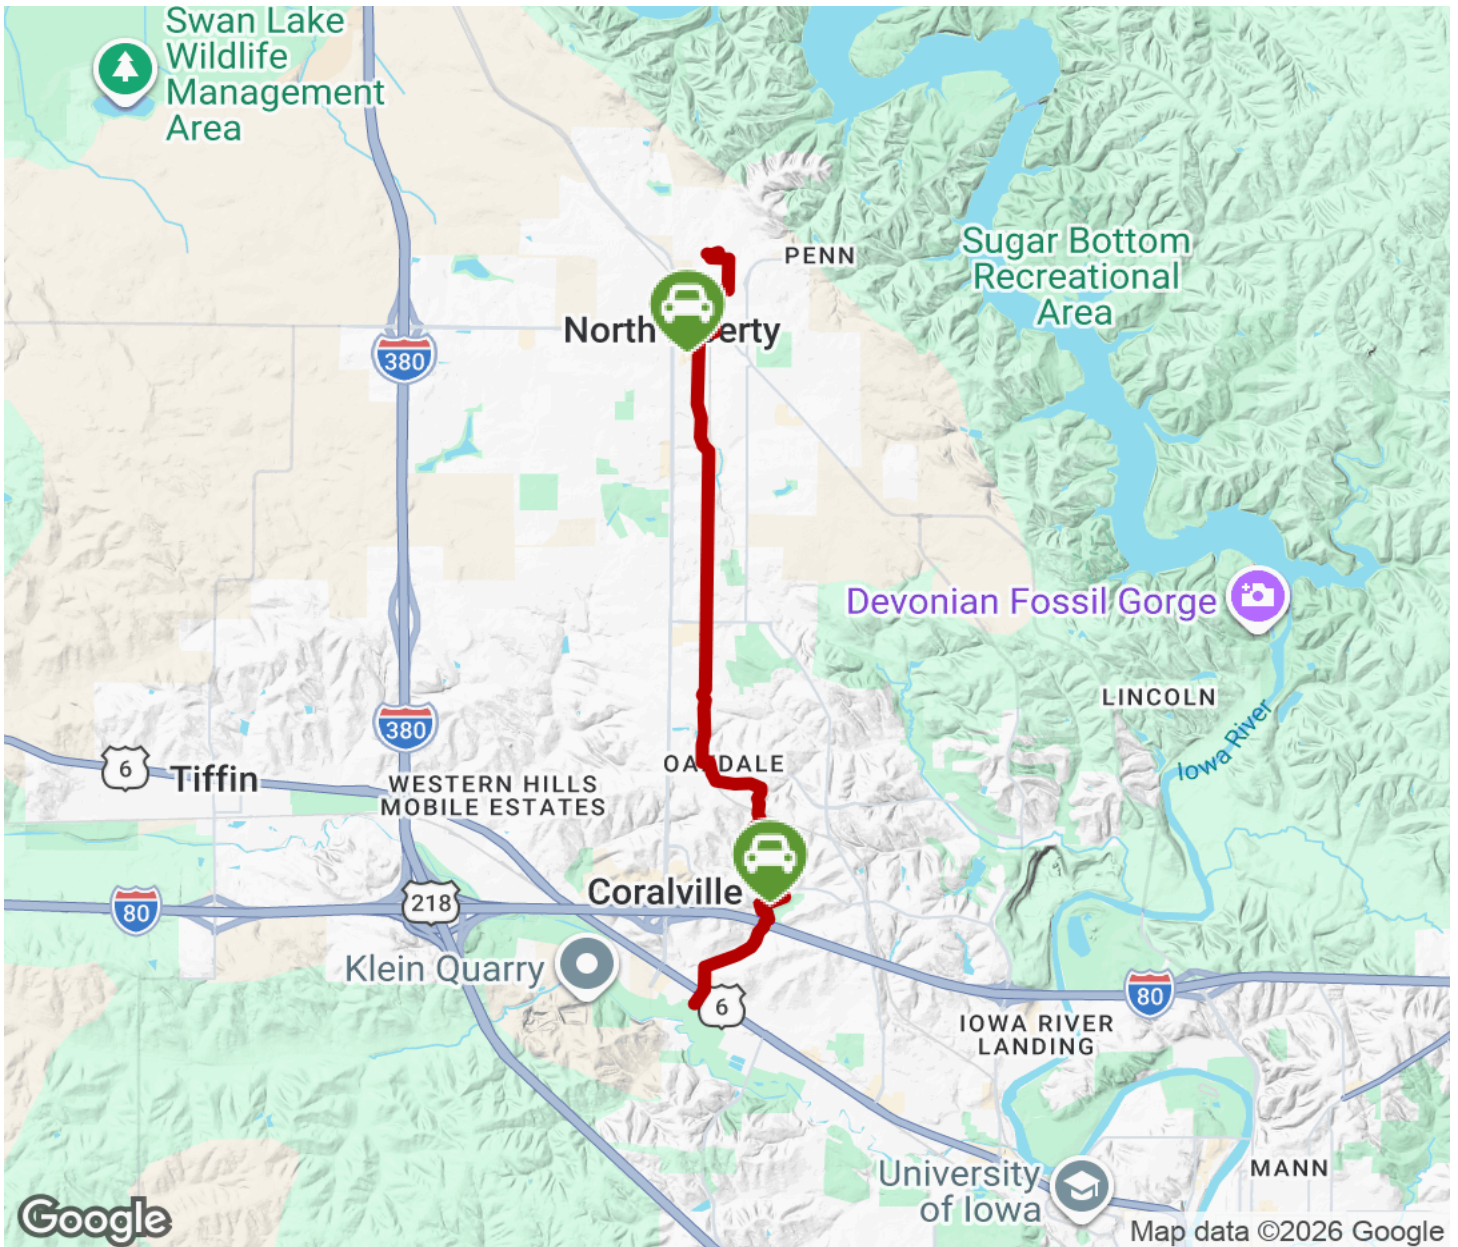 Swan Lake
Wildlife
Management
Area
PENN
Sugar Bottom
Recreational
Area
North erty
380
Devonian Fossil Gorge
LINCOLN
Iowa River
380
6
Tiffin
WESTERN HILLS
MOBILE ESTATES
OA DALE
Coralville
80
218
Klein Quarry
6
80
IOWA RIVER
LANDING
University
of Iowa
MANN
Google
Map data ©2026 Google